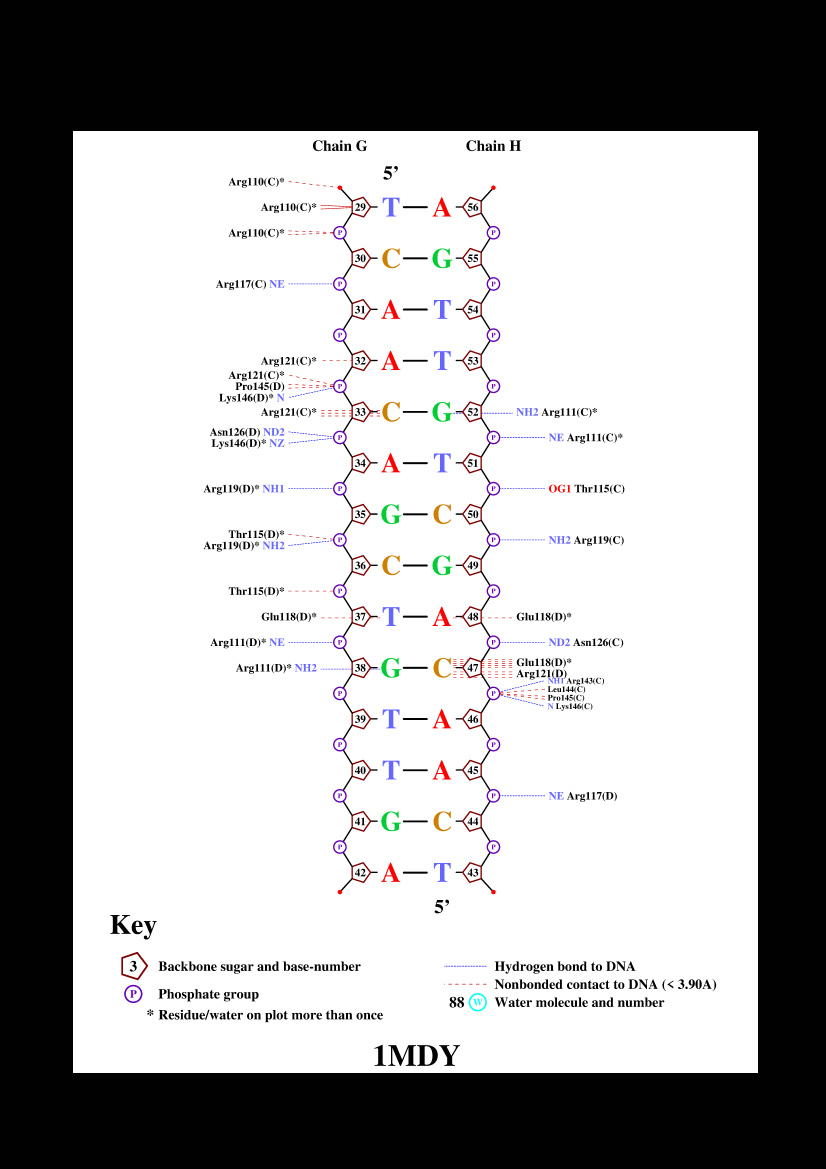 Chain G Chain H
5’
Arg110(C)*
Arg110(C)* 29 T A 56
Arg110(C)* P P
30 C G 55
Arg117(C) NE P P
31 A T 54
P P
Arg121(C)* 32 A T 53
Arg121(C)*
Pro145(D) P P
Lys146(D)* N
Arg121(C)* 33 C G 52 NH2 Arg111(C)*
Asn126(D) ND2 P P NE Arg111(C)*
Lys146(D)* NZ
34 A T 51
Arg119(D)* NH1 P P OG1 Thr115(C)
35 G C 50
Thr115(D)*
Arg119(D)* NH2 P P NH2 Arg119(C)
36 C G 49
Thr115(D)* P P
Glu118(D)* 37 T A 48 Glu118(D)*
Arg111(D)* NE P P ND2 Asn126(C)
Glu118(D)*
Arg111(D)* NH2 38 G C 47
Arg121(D)
NH1 Arg143(C)
Leu144(C)
P P
Pro145(C)
N Lys146(C)
39 T A 46
P P
40 T A 45
P P NE Arg117(D)
41 G C 44
P P
42 A T 43
5’
Key
3 Backbone sugar and base-number
P Phosphate group
* Residue/water on plot more than once
Hydrogen bond to DNA
Nonbonded contact to DNA (< 3.90A)
88 W Water molecule and number
1MDY